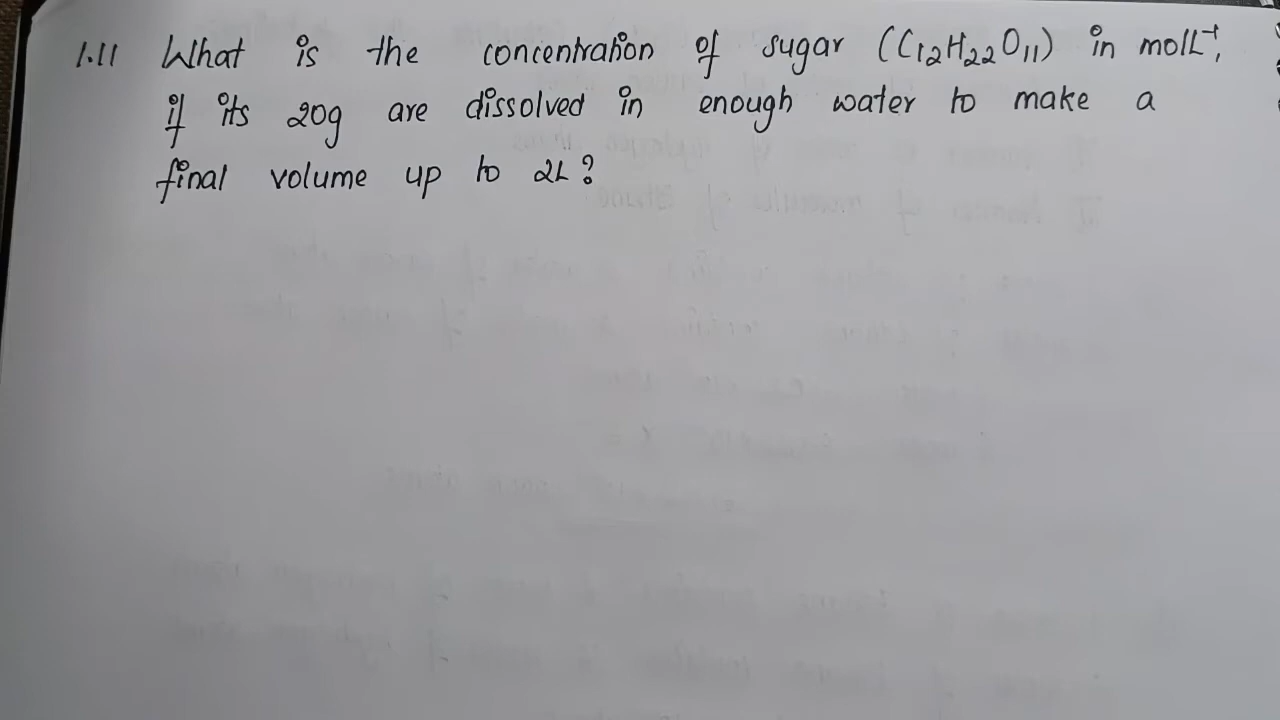 1.11 What is the concentration of sugar (C₁₂H₂₂O₁₁) in molL⁻¹,
if its 20g are dissolved in enough water to make a
final volume up to 2L?